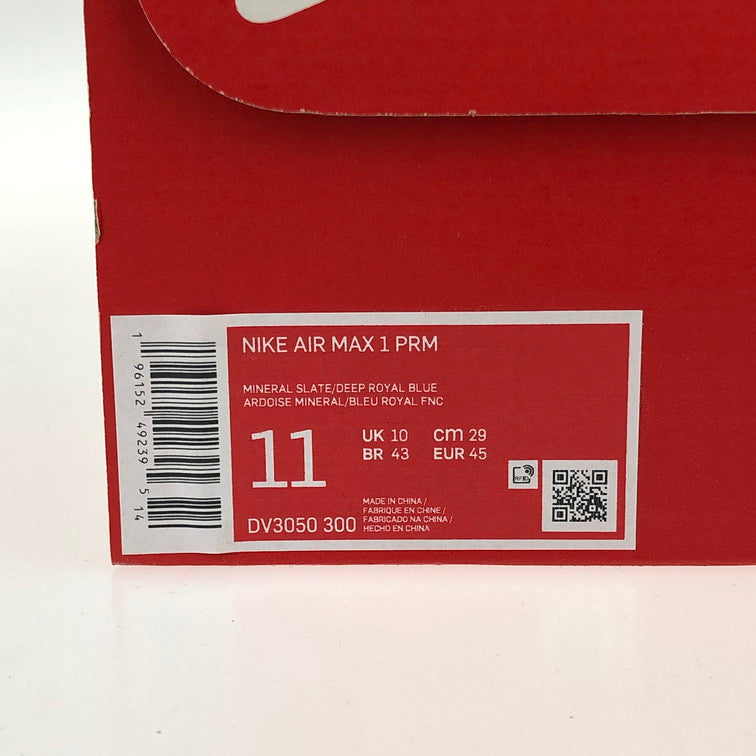 NIKE AIR MAX 1 PRM
MINERAL SLATE/DEEP ROYAL BLUE
ARDOISE MINERAL/BLEU ROYAL FNC
11
UK 10 cm 29
BR 43 EUR 45
DV3050 300
MADE IN CHINA /
FABRIQUE EN CHINE /
FABRICADO NA CHINA /
HECHO EN CHINA
1 96152 49239 5 14